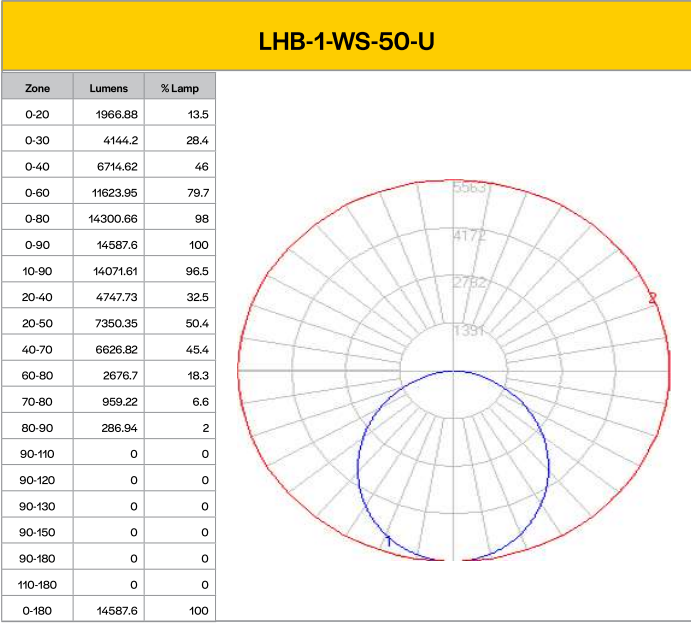 LHB-1-WS-50-U
Zone Lumens % Lamp
0-20 1966.88 13.5
0-30 4144.2 28.4
0-40 6714.62 46
0-60 11623.95 79.7
0-80 14300.66 98
0-90 14587.6 100
10-90 14071.61 96.5
20-40 4747.73 32.5
20-50 7350.35 50.4
40-70 6626.82 45.4
60-80 2676.7 18.3
70-80 959.22 6.6
80-90 286.94 2
90-110 0 0
90-120 0 0
90-130 0 0
90-150 0 0
90-180 0 0
110-180 0 0
0-180 14587.6 100
5563
4172
2782
2
1391
1